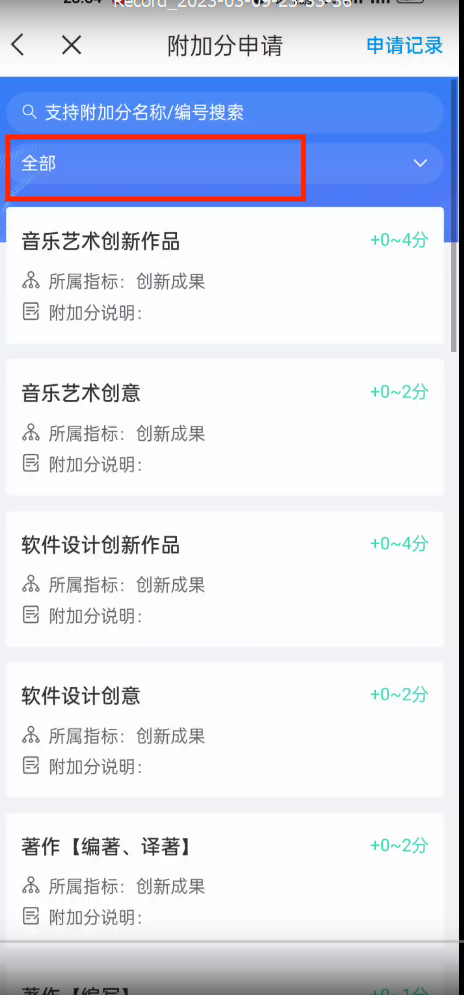 Record_2023-03-09-23-53-56
附加分申请
申请记录
支持附加分名称/编号搜索
全部
音乐艺术创新作品
+0~4分
所属指标：创新成果
附加分说明：
音乐艺术创意
+0~2分
所属指标：创新成果
附加分说明：
软件设计创新作品
+0~4分
所属指标：创新成果
附加分说明：
软件设计创意
+0~2分
所属指标：创新成果
附加分说明：
著作【编著、译著】
+0~2分
所属指标：创新成果
附加分说明：
著作【编写】
+0~1分